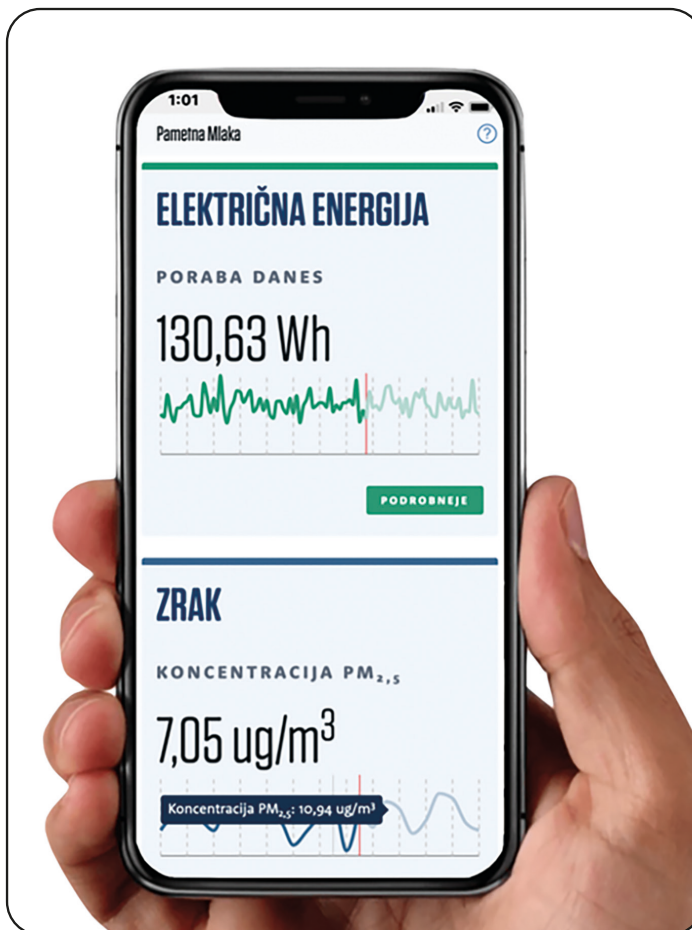 1:01
Pametna Mlaka
?
ELEKTRIČNA ENERGIJA
PORABA DANES
130,63 Wh
PODROBNEJE
ZRAK
KONCENTRACIJA PM₂,₅
7,05 ug/m³
Koncentracija PM₂,₅: 10,94 ug/m³